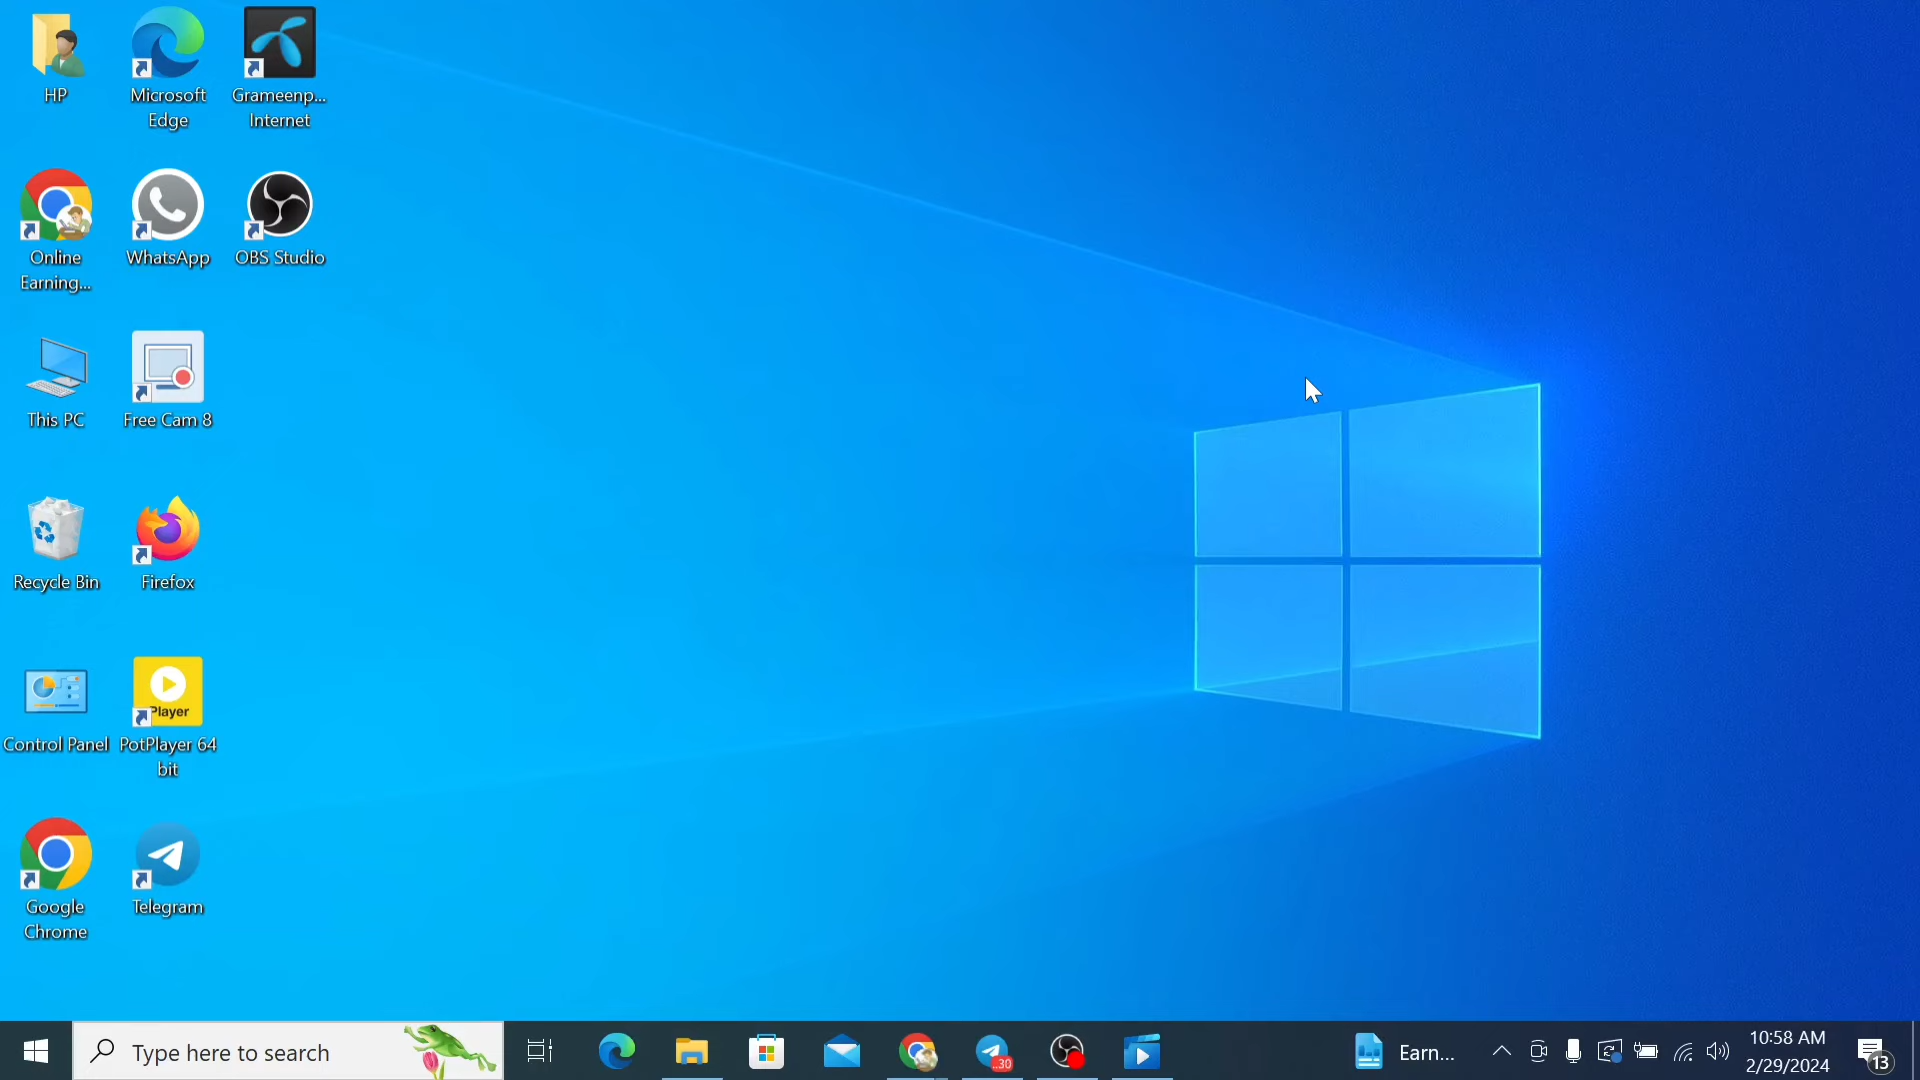 HP
Microsoft
Edge
Grameenp...
Internet
Online
Earning...
WhatsApp
OBS Studio
This PC
Free Cam 8
Recycle Bin
Firefox
Control Panel
Player
PotPlayer 64
bit
Google
Chrome
Telegram
Type here to search
..30
Earn...
10:58 AM
2/29/2024
13